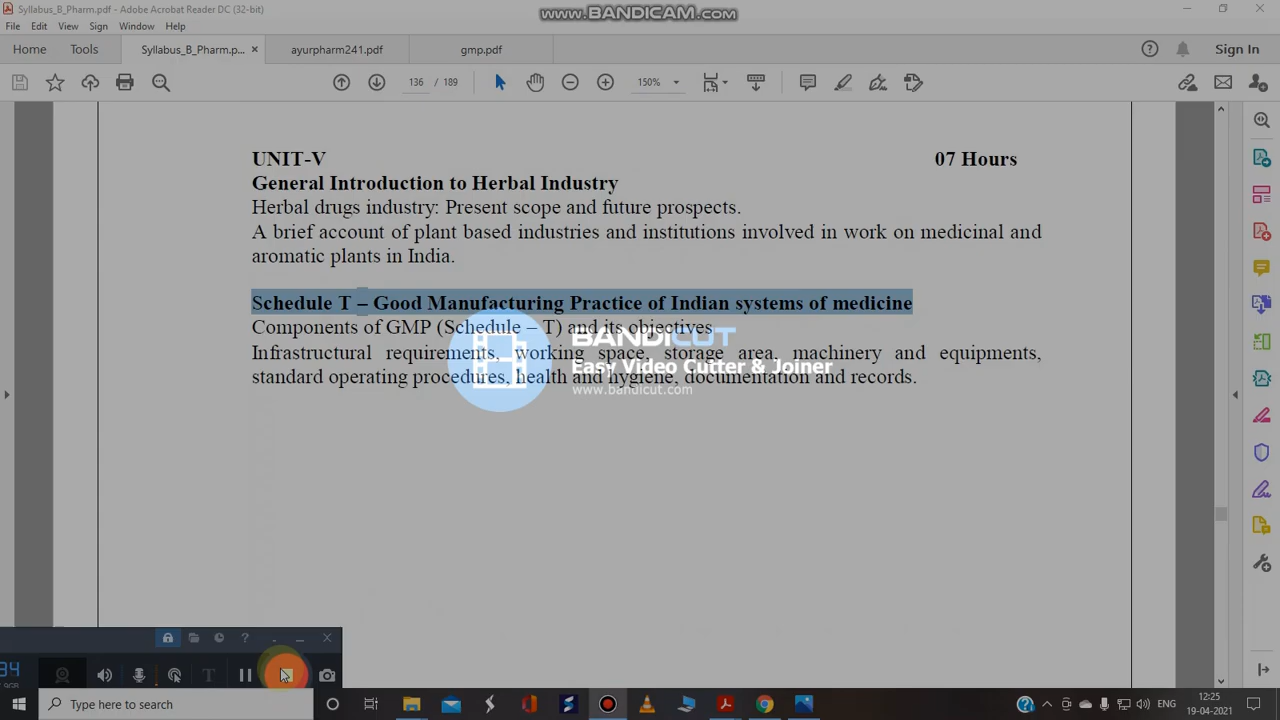 Syllabus_B_Pharm.pdf - Adobe Acrobat Reader DC (32-bit)
www.BANDICAM.com
File Edit View Sign Window Help
Home Tools Syllabus_B_Pharm.p... × ayurpharm241.pdf gmp.pdf Sign In
136 / 189 150%
UNIT-V 07 Hours
General Introduction to Herbal Industry
Herbal drugs industry: Present scope and future prospects.
A brief account of plant based industries and institutions involved in work on medicinal and
aromatic plants in India.
Schedule T – Good Manufacturing Practice of Indian systems of medicine
Components of GMP (Schedule – T) and its objectives
BANDICUT
Infrastructural requirements, working space, storage area, machinery and equipments,
Easy Video Cutter & Joiner
standard operating procedures, health and hygiene, documentation and records.
www.bandicut.com
Type here to search
ENG
12:25
19-04-2021